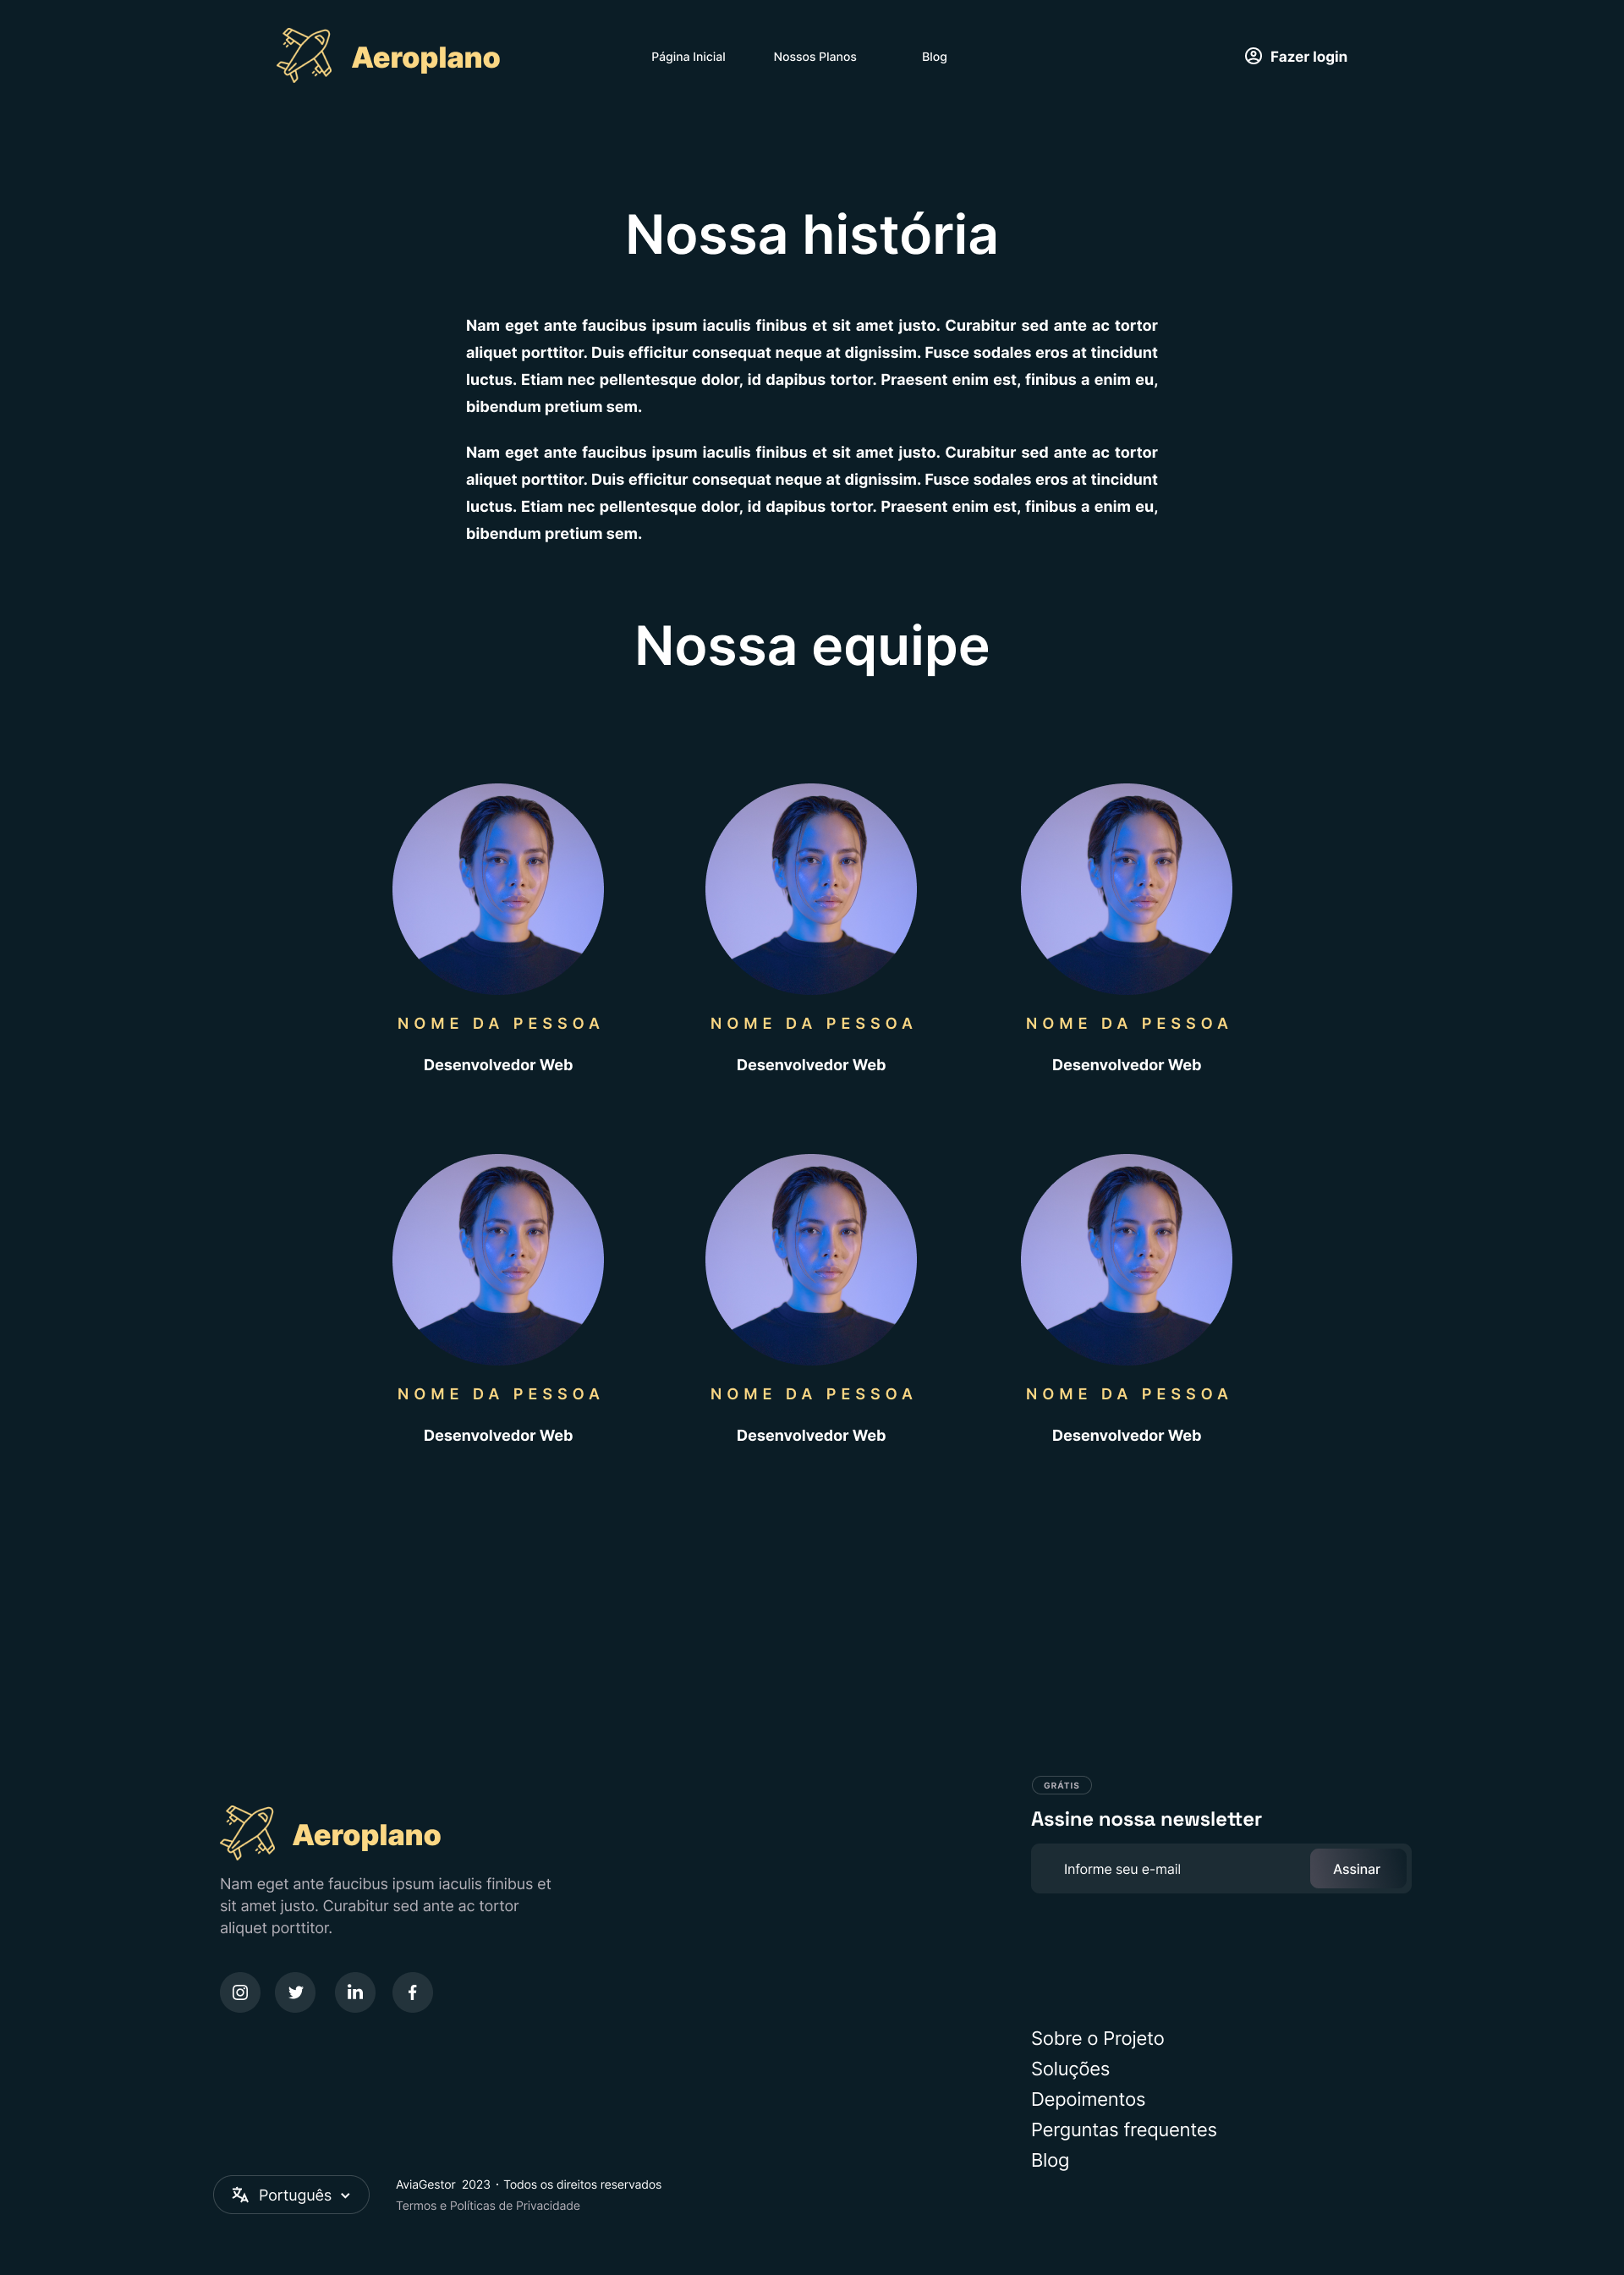 Aeroplano
Página Inicial
Nossos Planos
Blog
Fazer login
Nossa história
Nam eget ante faucibus ipsum iaculis finibus et sit amet justo. Curabitur sed ante ac tortor
aliquet porttitor. Duis efficitur consequat neque at dignissim. Fusce sodales eros at tincidunt
luctus. Etiam nec pellentesque dolor, id dapibus tortor. Praesent enim est, finibus a enim eu,
bibendum pretium sem.
Nam eget ante faucibus ipsum iaculis finibus et sit amet justo. Curabitur sed ante ac tortor
aliquet porttitor. Duis efficitur consequat neque at dignissim. Fusce sodales eros at tincidunt
luctus. Etiam nec pellentesque dolor, id dapibus tortor. Praesent enim est, finibus a enim eu,
bibendum pretium sem.
Nossa equipe
NOME DA PESSOA
Desenvolvedor Web
NOME DA PESSOA
Desenvolvedor Web
NOME DA PESSOA
Desenvolvedor Web
NOME DA PESSOA
Desenvolvedor Web
NOME DA PESSOA
Desenvolvedor Web
NOME DA PESSOA
Desenvolvedor Web
Aeroplano
Nam eget ante faucibus ipsum iaculis finibus et
sit amet justo. Curabitur sed ante ac tortor
aliquet porttitor.
GRÁTIS
Assine nossa newsletter
Informe seu e-mail
Assinar
Sobre o Projeto
Soluções
Depoimentos
Perguntas frequentes
Blog
Português
AviaGestor 2023 · Todos os direitos reservados
Termos e Políticas de Privacidade